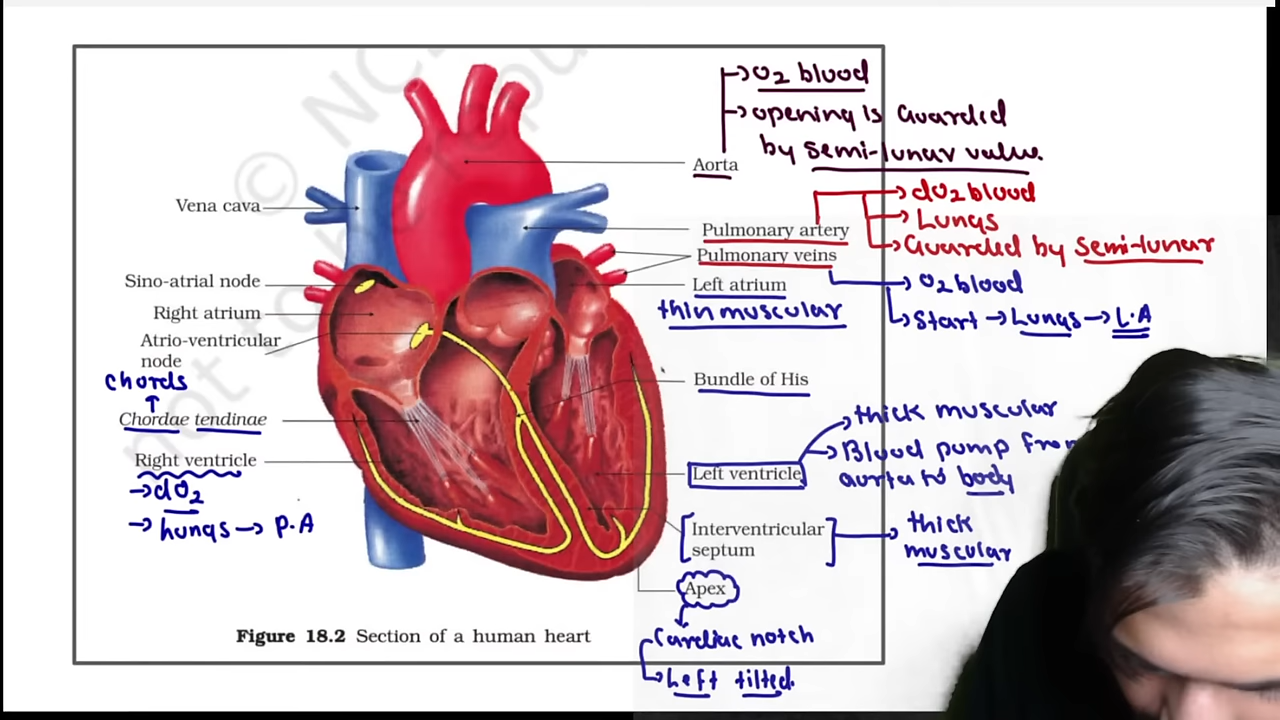 →O2 blood
→opening is Guarded
by semi-lunar valve.
Aorta
→dO2 blood
→Lungs
→Guarded by semi-lunar
Vena cava
Pulmonary artery
Pulmonary veins
→O2 blood
→Start→Lungs→L.A
Sino-atrial node
Left atrium
thin muscular
Right atrium
Atrio-ventricular
node
chords
↑
Chordae tendinae
Bundle of His
Right ventricle
→dO2
→Lungs→P.A
Left ventricle
→thick muscular
→Blood pump from
aorta to body
Interventricular
septum
→thick
muscular
Apex
Cardiac notch
→Left tilted.
Figure 18.2 Section of a human heart